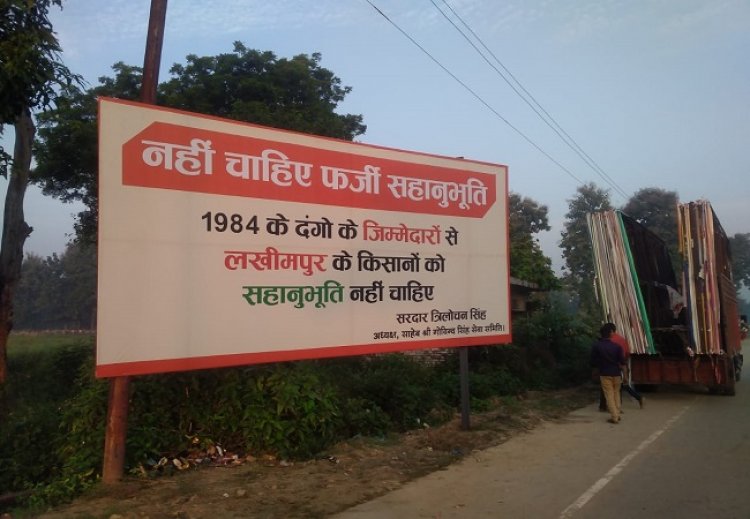 नहीं चाहिए फर्जी सहानुभूति
1984 के दंगो के जिम्मेदारों से
लखीमपुर के किसानों को
सहानुभूति नहीं चाहिए
सरदार त्रिलोचन सिंह
अध्यक्ष, साहेब श्री गोविन्द सिंह सेवा समिति।